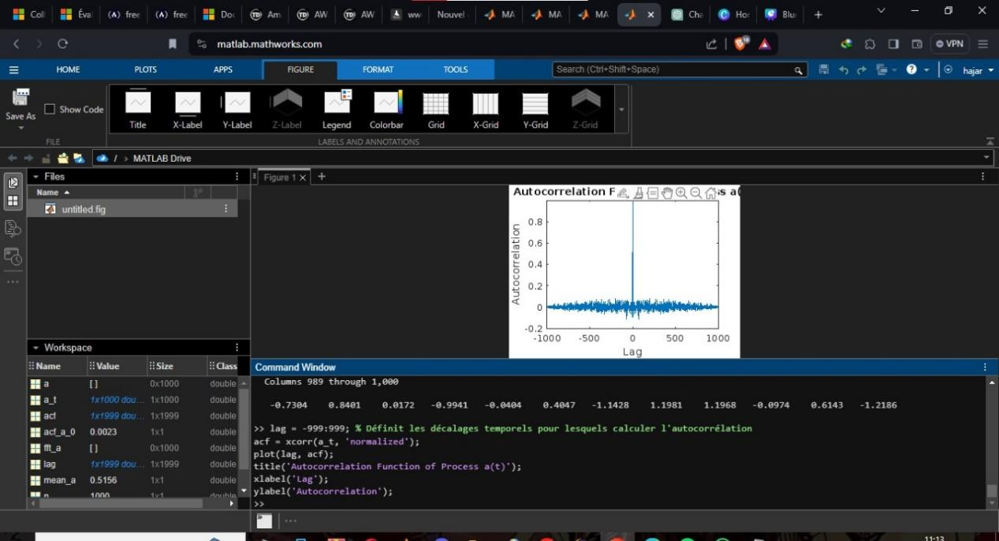 Col
Éva
(Λ) free
(Λ) free
Do
TD Am
TD AW
TD AW
ww
Nouvel
MA
MA
MA
×
Cha
Hor
Blu
+
matlab.mathworks.com
VPN
HOME PLOTS APPS FIGURE FORMAT TOOLS
Search (Ctrl+Shift+Space)
hajar
Save As
Show Code
Title X-Label Y-Label Z-Label Legend Colorbar Grid X-Grid Y-Grid Z-Grid
FILE LABELS AND ANNOTATIONS
/ > MATLAB Drive
Files
Name
untitled.fig
Figure 1 × +
Autocorrelation F
s a(
0.8
0.6
0.4
0.2
0
-0.2
-1000 -500 0 500 1000
Autocorrelation
Lag
Workspace
Name Value Size Class
a [ ] 0x1000 double
a_t 1x1000 dou... 1x1000 double
acf 1x1999 dou... 1x1999 double
acf_a_0 0.0023 1x1 double
fft_a [ ] 0x1000 double
lag 1x1999 dou... 1x1999 double
mean_a 0.5156 1x1 double
n 1000 1x1 double
Command Window
Columns 989 through 1,000
-0.7304 0.8401 0.0172 -0.9941 -0.0404 0.4047 -1.1428 1.1981 1.1968 -0.0974 0.6143 -1.2186
>> lag = -999:999; % Définit les décalages temporels pour lesquels calculer l'autocorrélation
acf = xcorr(a_t, 'normalized');
plot(lag, acf);
title('Autocorrelation Function of Process a(t)');
xlabel('Lag');
ylabel('Autocorrelation');
>>
11:13